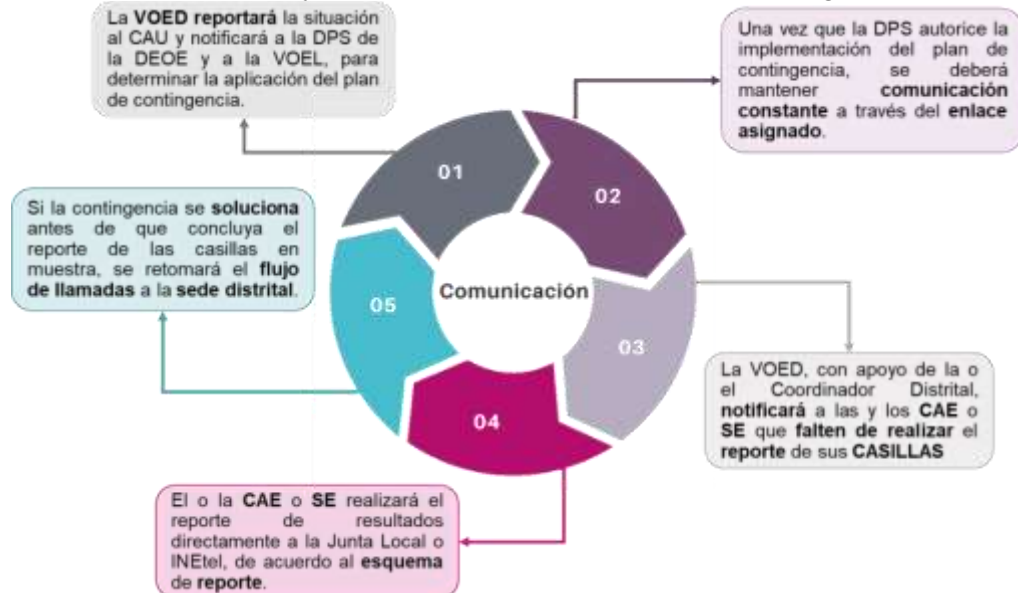 La VOED reportará la situación
al CAU y notificará a la DPS de
la DEOE y a la VOEL, para
determinar la aplicación del plan
de contingencia.
Una vez que la DPS autorice la
implementación del plan de
contingencia, se deberá
mantener comunicación
constante a través del enlace
asignado.
01
02
Si la contingencia se soluciona
antes de que concluya el
reporte de las casillas en
muestra, se retomará el flujo
de llamadas a la sede distrital.
Comunicación
05
03
La VOED, con apoyo de la o
el Coordinador Distrital,
notificará a las y los CAE o
SE que falten de realizar el
reporte de sus CASILLAS
04
El o la CAE o SE realizará el
reporte de resultados
directamente a la Junta Local o
INEtel, de acuerdo al esquema
de reporte.